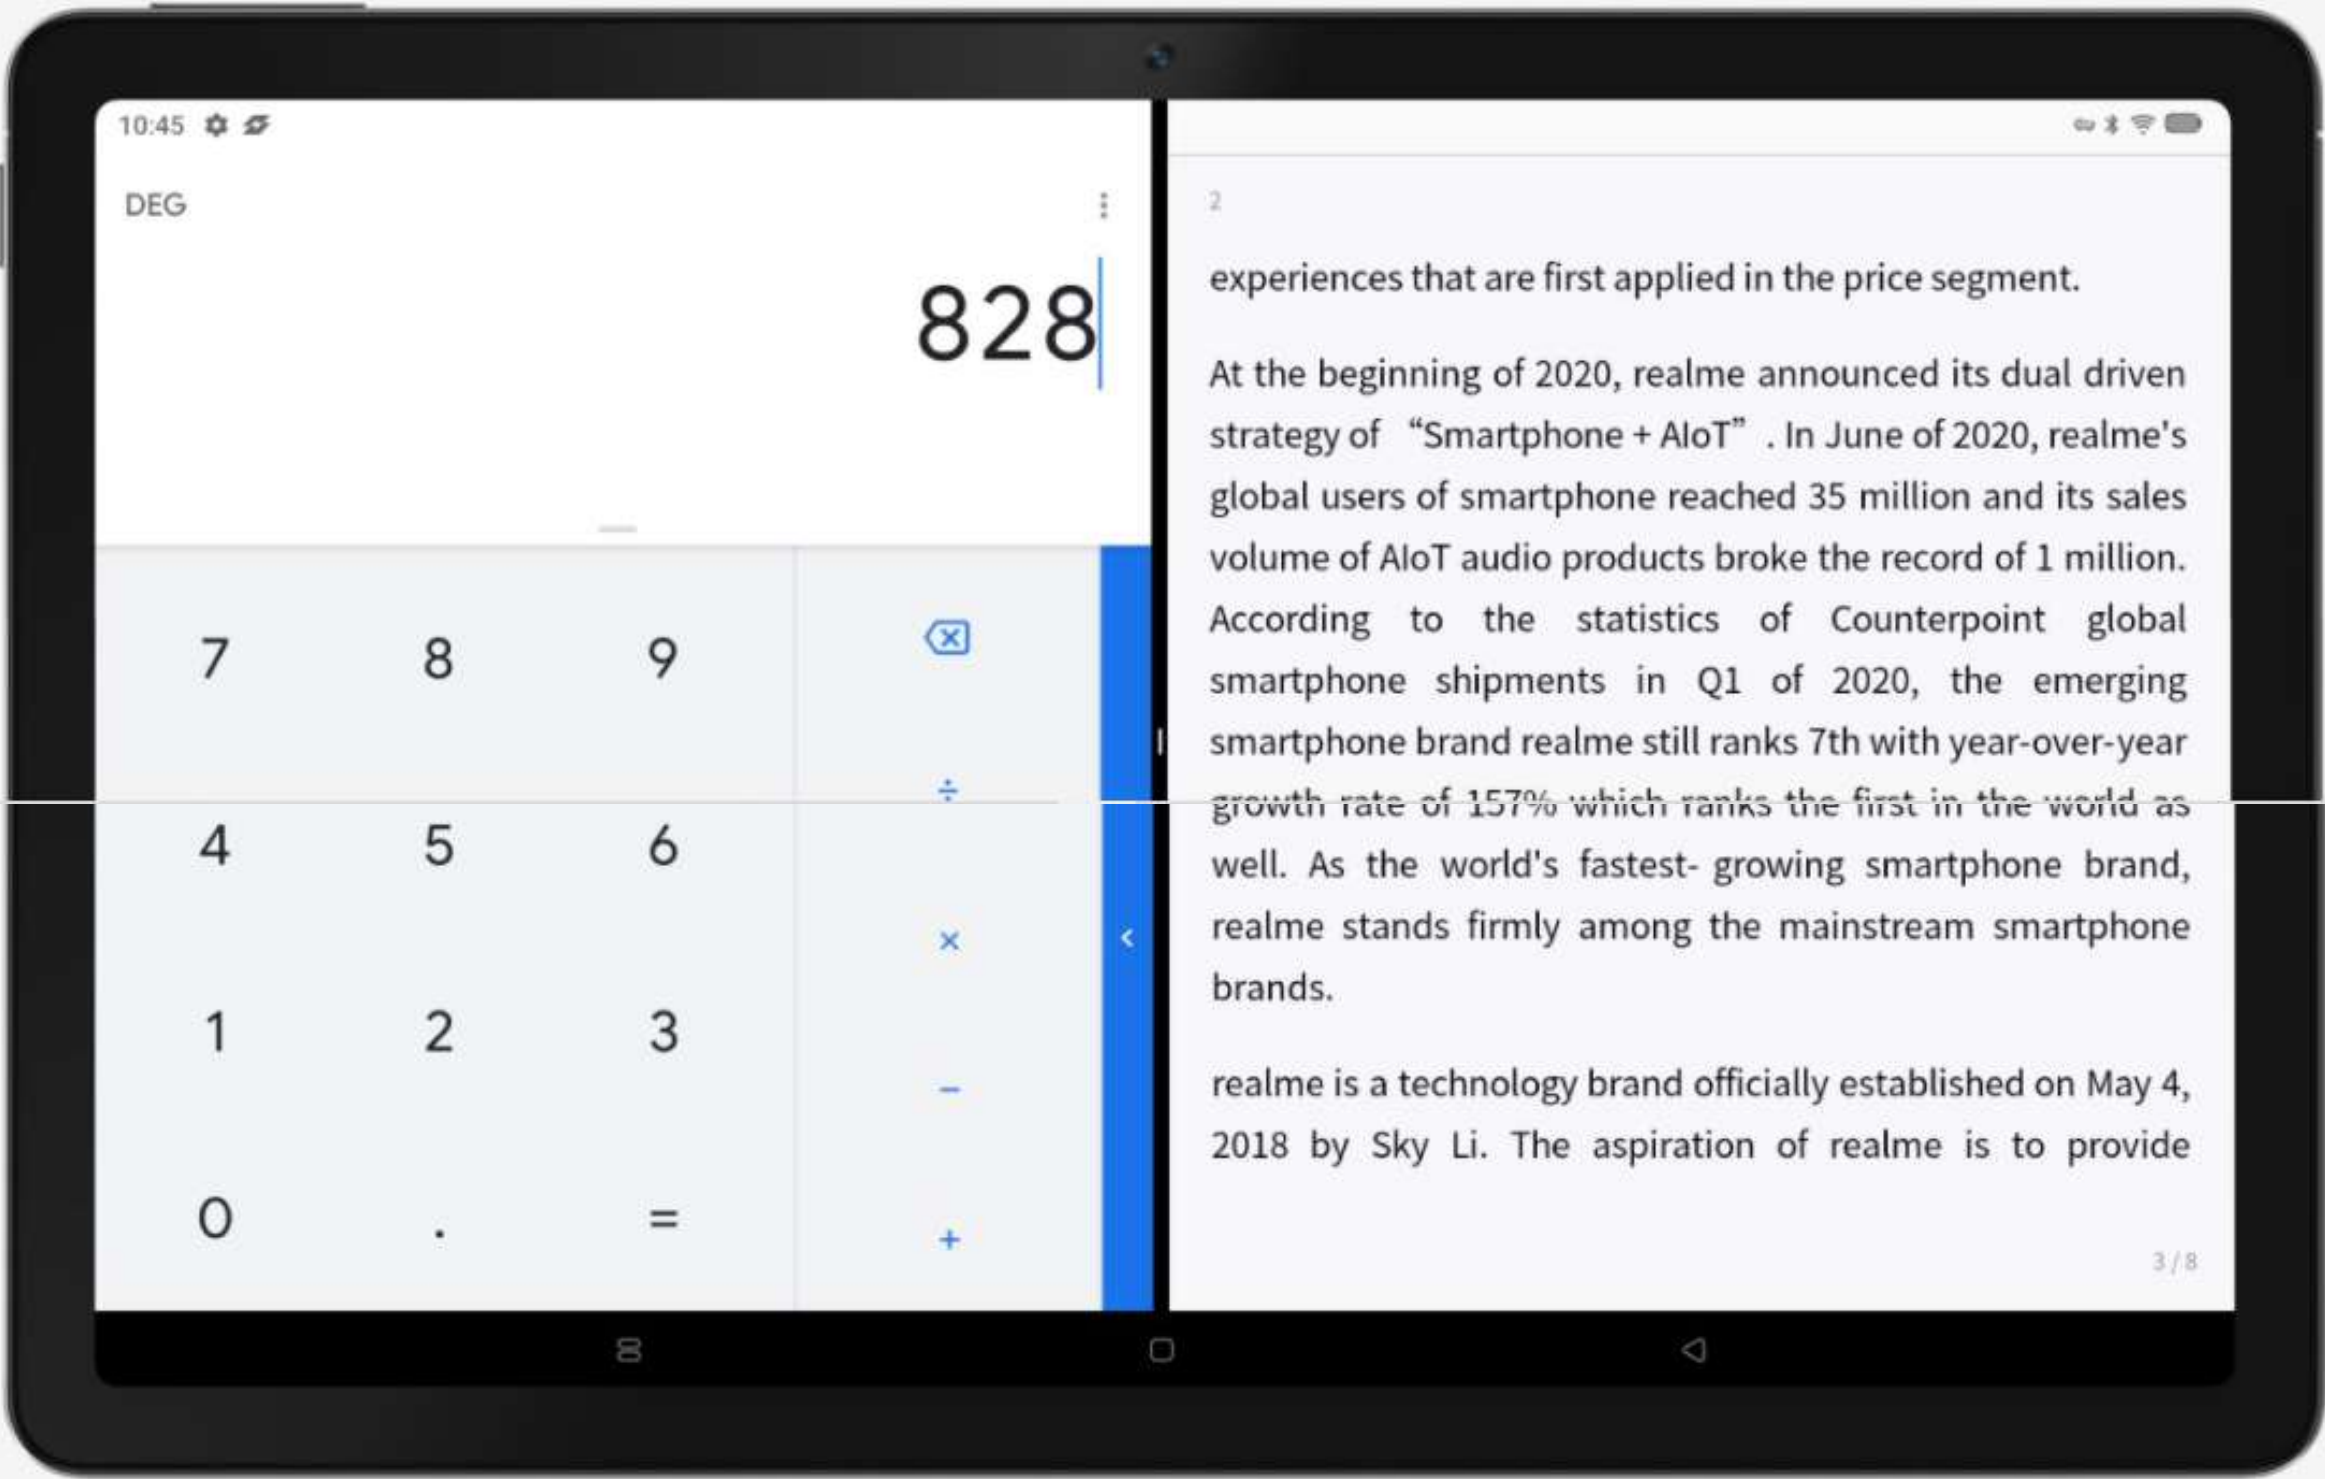 10:45
DEG
828
7 8 9
÷
4 5 6
×
1 2 3
−
0 . =
+
2
experiences that are first applied in the price segment.
At the beginning of 2020, realme announced its dual driven
strategy of “Smartphone + AIoT” . In June of 2020, realme's
global users of smartphone reached 35 million and its sales
volume of AIoT audio products broke the record of 1 million.
According to the statistics of Counterpoint global
smartphone shipments in Q1 of 2020, the emerging
smartphone brand realme still ranks 7th with year-over-year
growth rate of 157% which ranks the first in the world as
well. As the world's fastest- growing smartphone brand,
realme stands firmly among the mainstream smartphone
brands.
realme is a technology brand officially established on May 4,
2018 by Sky Li. The aspiration of realme is to provide
3 / 8